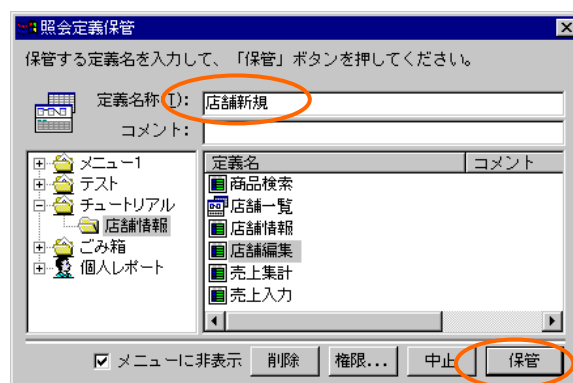 照会定義保管
保管する定義名を入力して、「保管」ボタンを押してください。
定義名称(I): 店舗新規
コメント:
メニュー1
テスト
チュートリアル
店舗情報
ごみ箱
個人レポート
定義名 コメント
商品検索
店舗一覧
店舗情報
店舗編集
売上集計
売上入力
メニューに非表示 削除 権限... 中止 保管